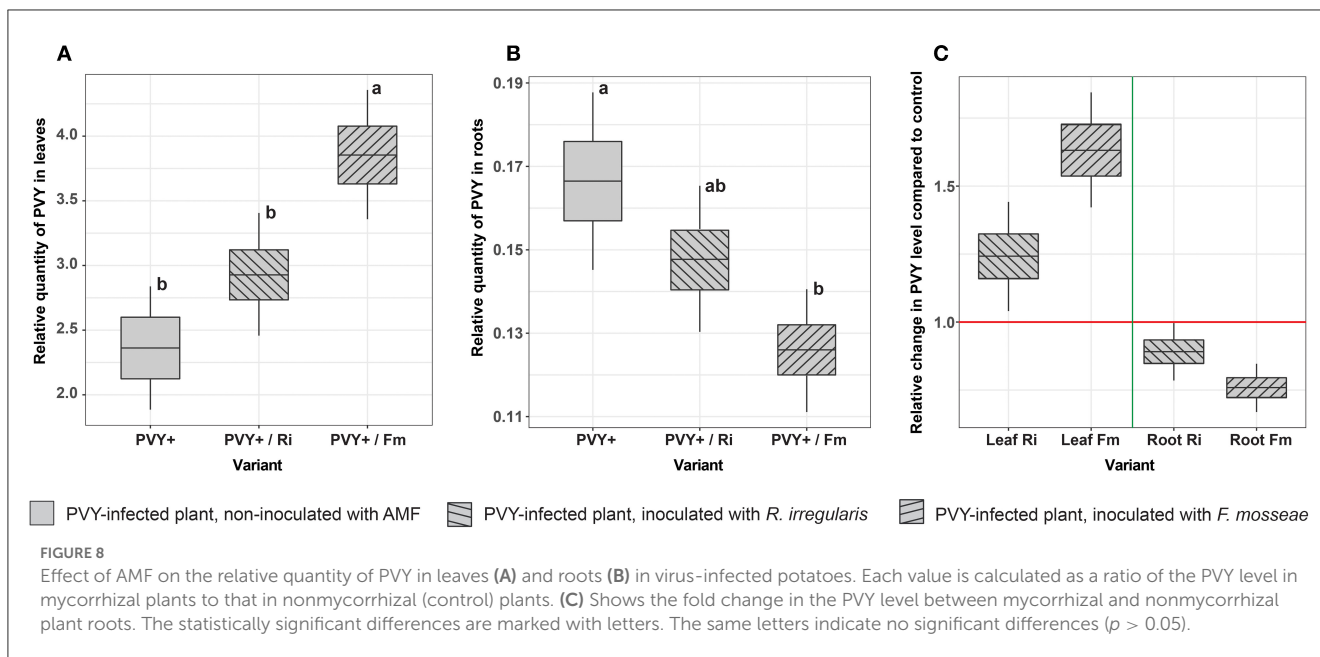 A
B
C
Relative quantity of PVY in leaves
4.0
3.5
3.0
2.5
2.0
a
b
b
PVY+
PVY+ / Ri
PVY+ / Fm
Variant
Relative quantity of PVY in roots
0.19
0.17
0.15
0.13
0.11
a
ab
b
PVY+
PVY+ / Ri
PVY+ / Fm
Variant
Relative change in PVY level compared to control
1.5
1.0
Leaf Ri
Leaf Fm
Root Ri
Root Fm
Variant
PVY-infected plant, non-inoculated with AMF
PVY-infected plant, inoculated with R. irregularis
PVY-infected plant, inoculated with F. mosseae
FIGURE 8
Effect of AMF on the relative quantity of PVY in leaves (A) and roots (B) in virus-infected potatoes. Each value is calculated as a ratio of the PVY level in
mycorrhizal plants to that in nonmycorrhizal (control) plants. (C) Shows the fold change in the PVY level between mycorrhizal and nonmycorrhizal
plant roots. The statistically significant differences are marked with letters. The same letters indicate no significant differences (p > 0.05).